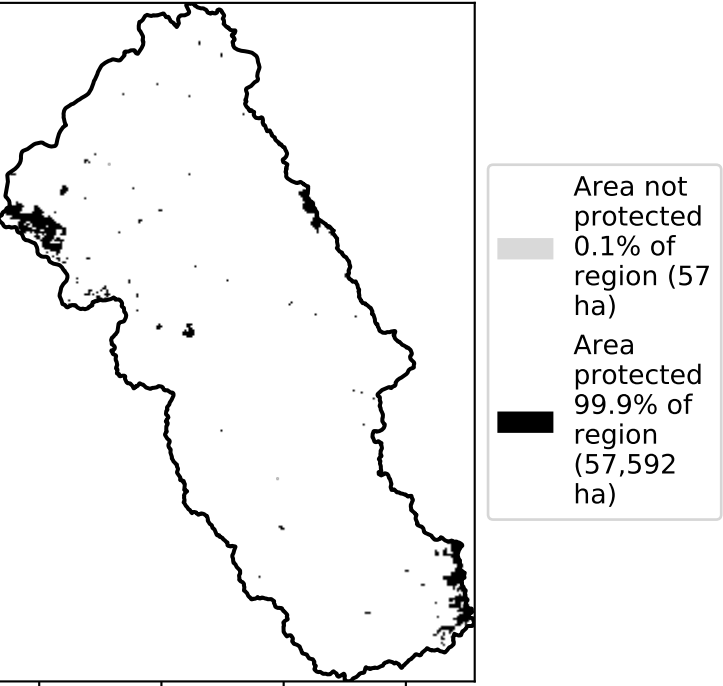 Area not
protected
0.1% of
region (57
ha)
Area
protected
99.9% of
region
(57,592
ha)